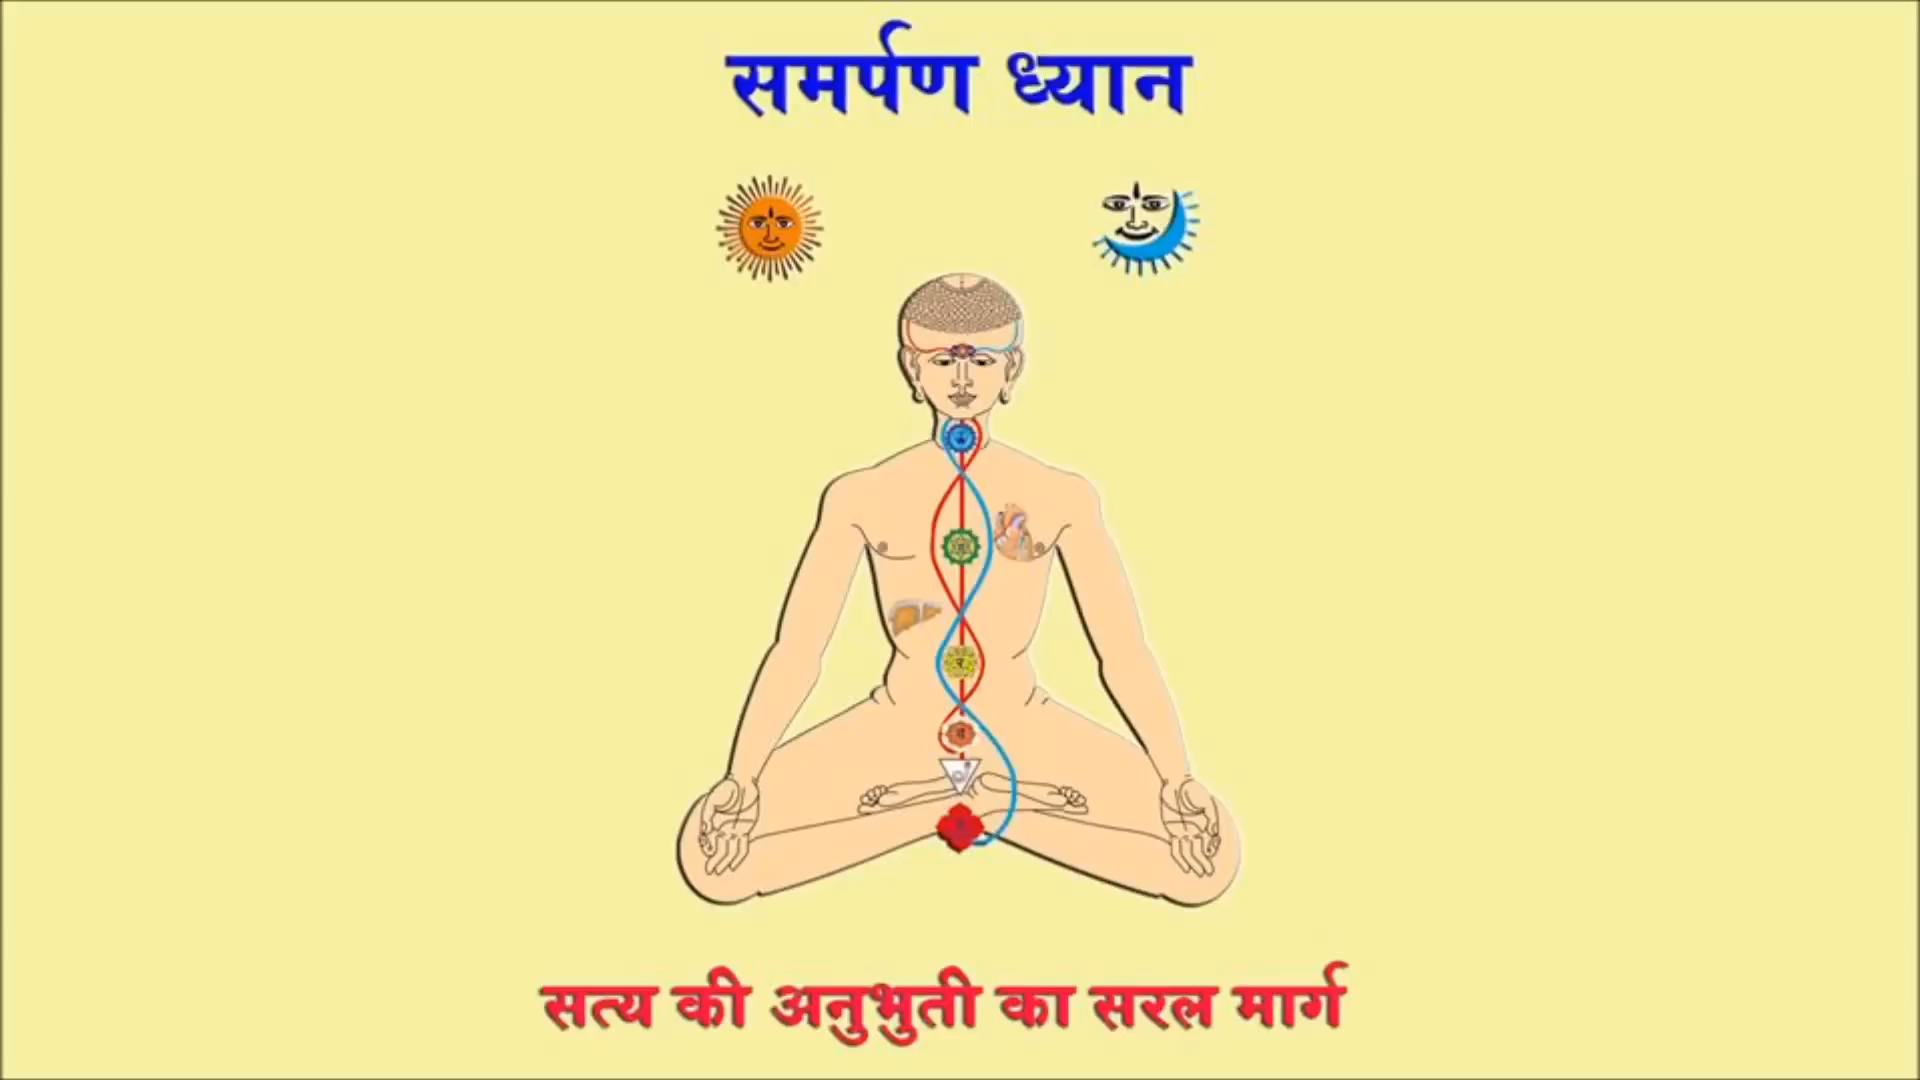 समर्पण ध्यान
र
व
सत्य की अनुभुती का सरल मार्ग